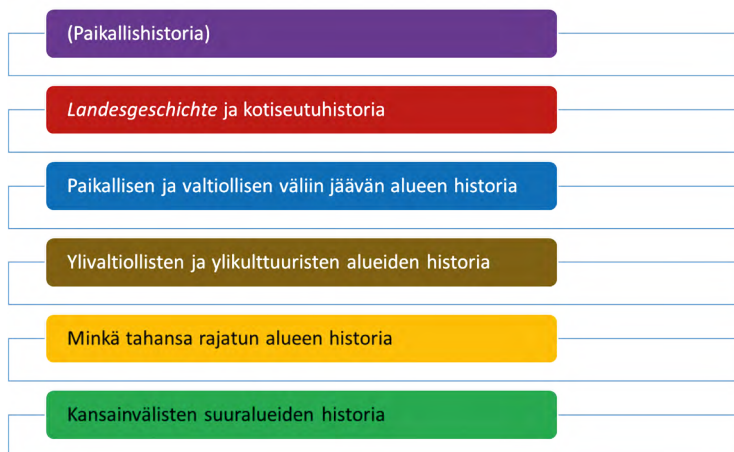 (Paikallishistoria)
Landesgeschichte ja kotiseutuhistoria
Paikallisen ja valtiollisen väliin jäävän alueen historia
Ylivaltiollisten ja ylikulttuuristen alueiden historia
Minkä tahansa rajatun alueen historia
Kansainvälisten suuralueiden historia